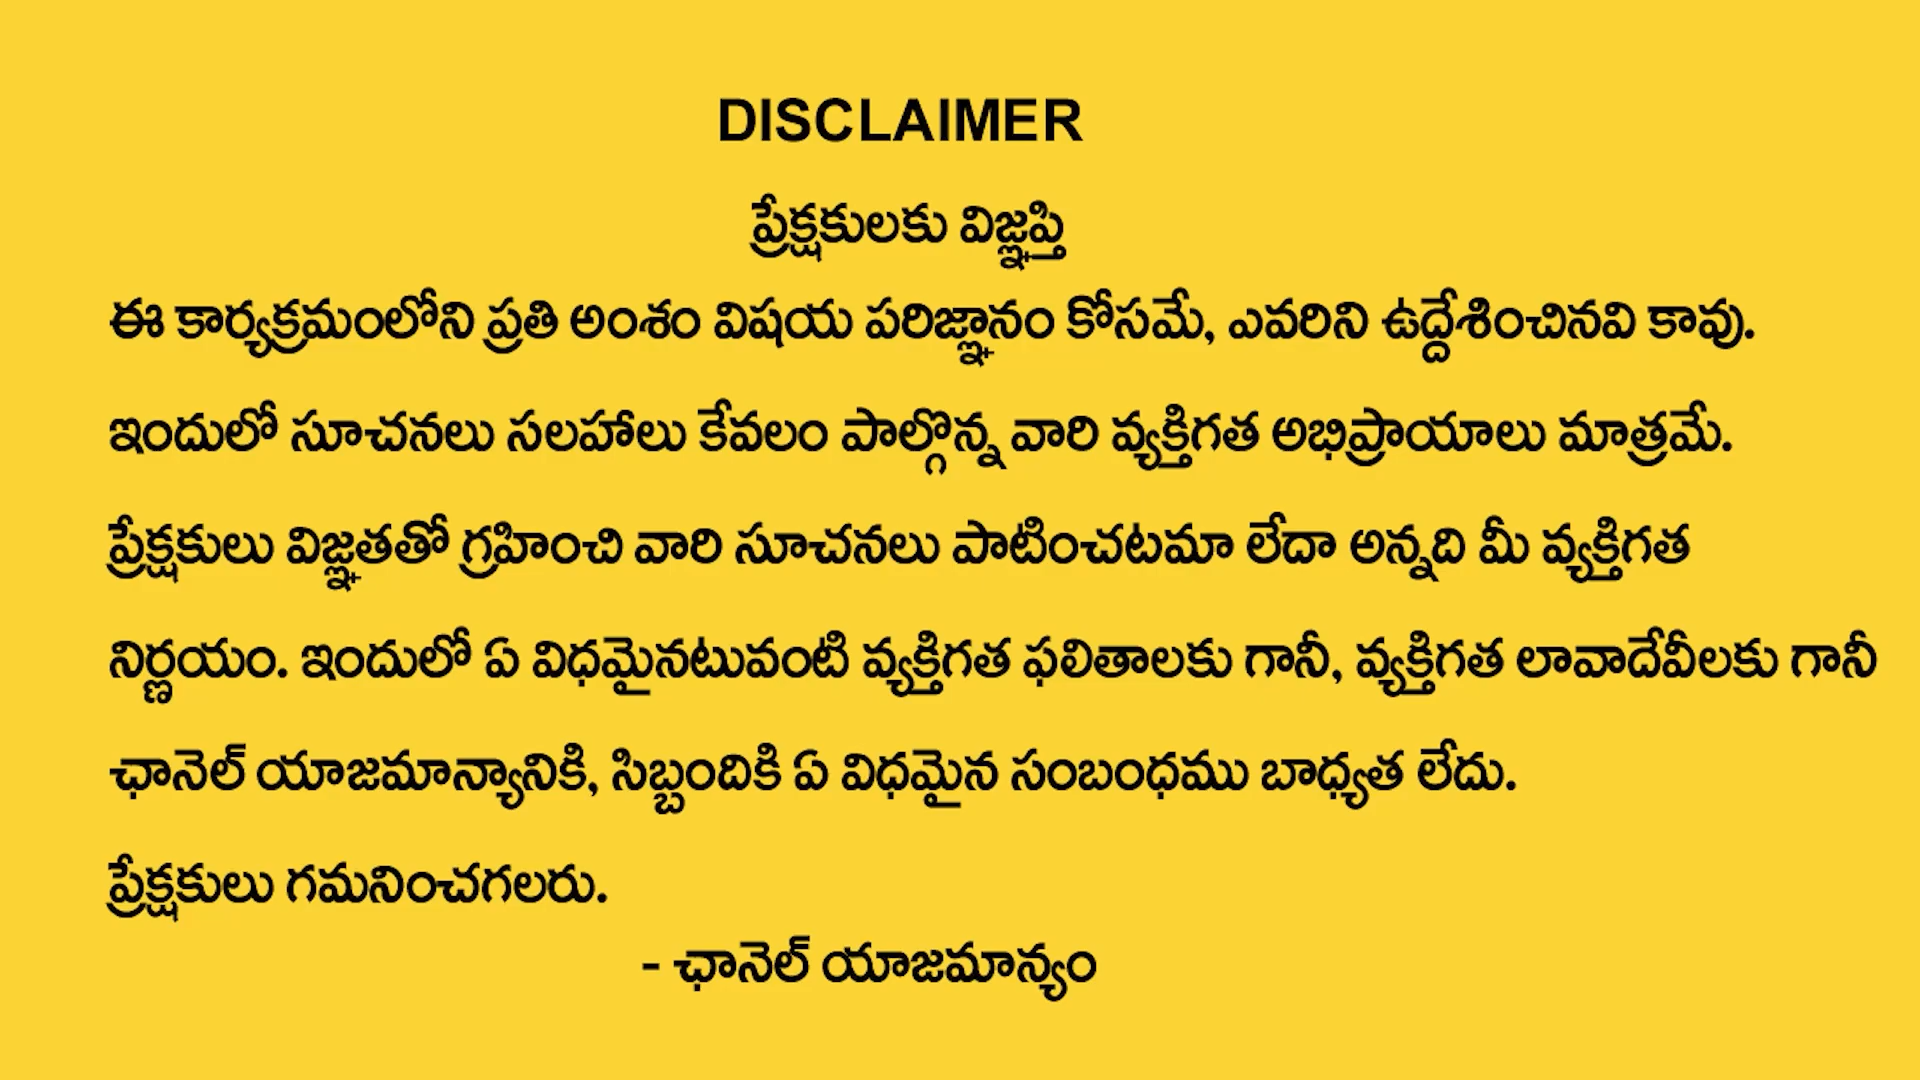 DISCLAIMER
ప్రేక్షకులకు విజ్ఞప్తి
ఈ కార్యక్రమంలోని ప్రతి అంశం విషయ పరిజ్ఞానం కోసమే, ఎవరిని ఉద్దేశించినవి కావు.
ఇందులో సూచనలు సలహాలు కేవలం పాల్గొన్న వారి వ్యక్తిగత అభిప్రాయాలు మాత్రమే.
ప్రేక్షకులు విజ్ఞతతో గ్రహించి వారి సూచనలు పాటించటమా లేదా అన్నది మీ వ్యక్తిగత
నిర్ణయం. ఇందులో ఏ విధమైనటువంటి వ్యక్తిగత ఫలితాలకు గానీ, వ్యక్తిగత లావాదేవీలకు గానీ
ఛానెల్ యాజమాన్యానికి, సిబ్బందికి ఏ విధమైన సంబంధము బాధ్యత లేదు.
ప్రేక్షకులు గమనించగలరు.
- ఛానెల్ యాజమాన్యం